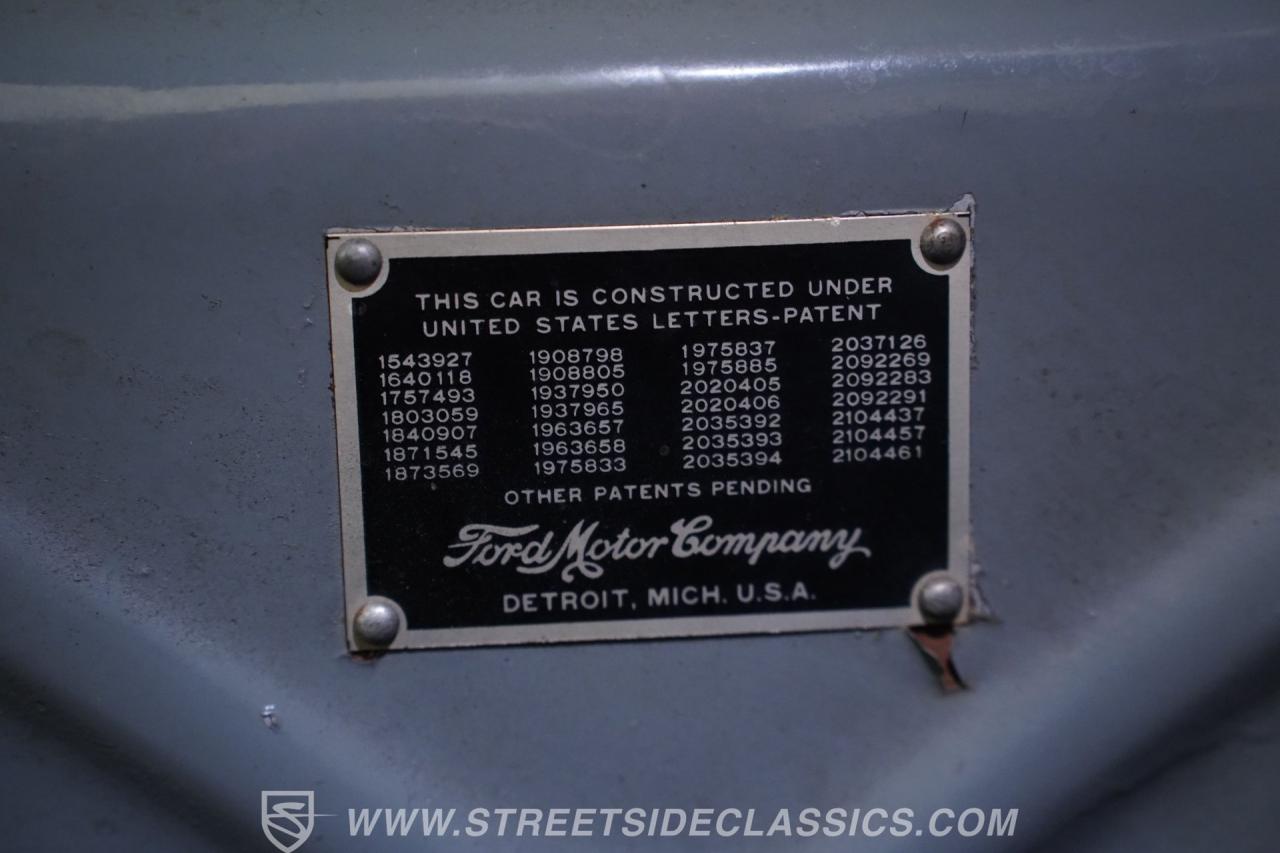 THIS CAR IS CONSTRUCTED UNDER
UNITED STATES LETTERS-PATENT
1543927 1908798 1975837 2037126
1640118 1908805 1975885 2092269
1757493 1937950 2020405 2092283
1803059 1937965 2020406 2092291
1840907 1963657 2035392 2104437
1871545 1963658 2035393 2104457
1873569 1975833 2035394 2104461
OTHER PATENTS PENDING
Ford Motor Company
DETROIT, MICH. U.S.A.
WWW.STREETSIDECLASSICS.COM